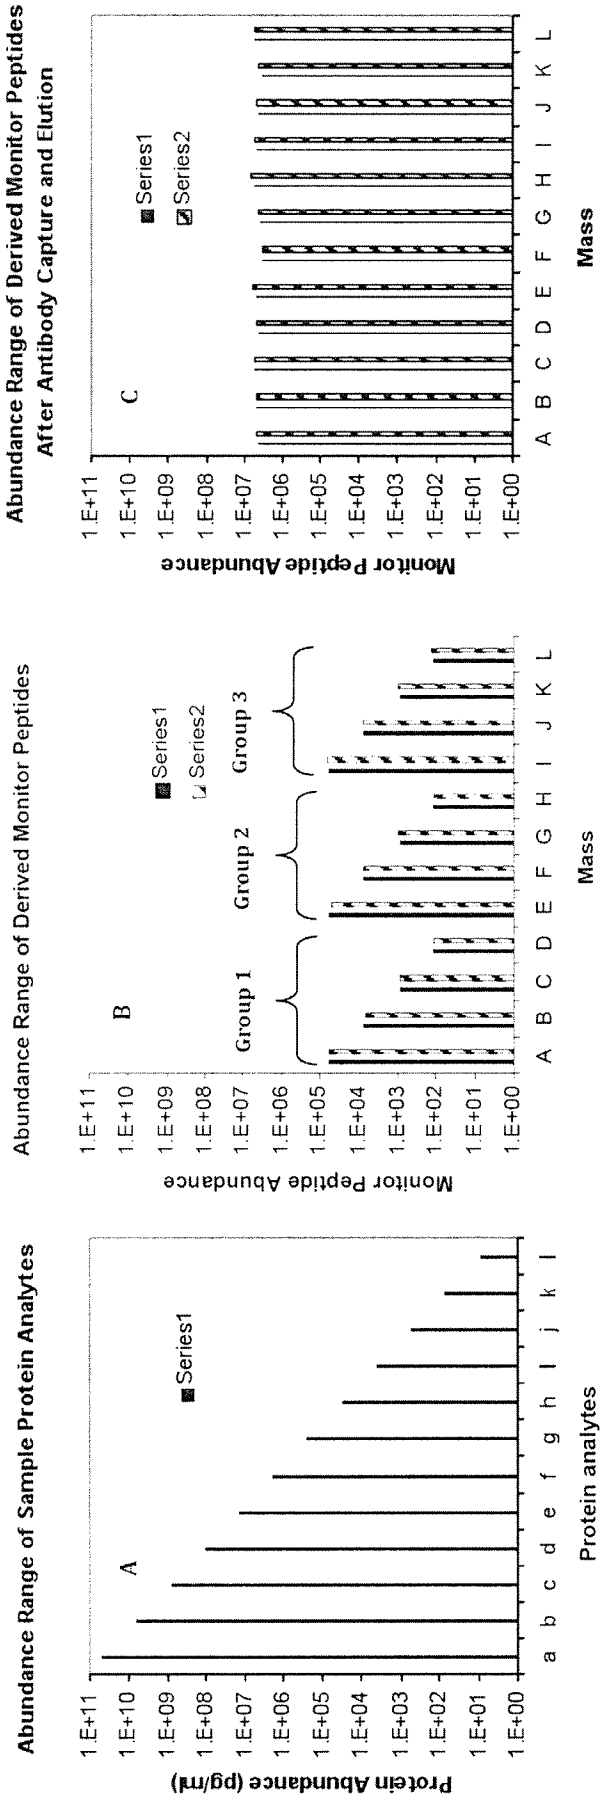 Abundance Range of Sample Protein Analytes
A
Series1
Protein Abundance (pg/ml)
1.E+11
1.E+10
1.E+09
1.E+08
1.E+07
1.E+06
1.E+05
1.E+04
1.E+03
1.E+02
1.E+01
1.E+00
a b c d e f g h I j k l
Protein analytes
Abundance Range of Derived Monitor Peptides
B
Series1
Series2
Group 1
Group 2
Group 3
Monitor Peptide Abundance
1.E+11
1.E+10
1.E+09
1.E+08
1.E+07
1.E+06
1.E+05
1.E+04
1.E+03
1.E+02
1.E+01
1.E+00
A B C D E F G H I J K L
Mass
Abundance Range of Derived Monitor Peptides
After Antibody Capture and Elution
C
Series1
Series2
Monitor Peptide Abundance
1.E+11
1.E+10
1.E+09
1.E+08
1.E+07
1.E+06
1.E+05
1.E+04
1.E+03
1.E+02
1.E+01
1.E+00
A B C D E F G H I J K L
Mass